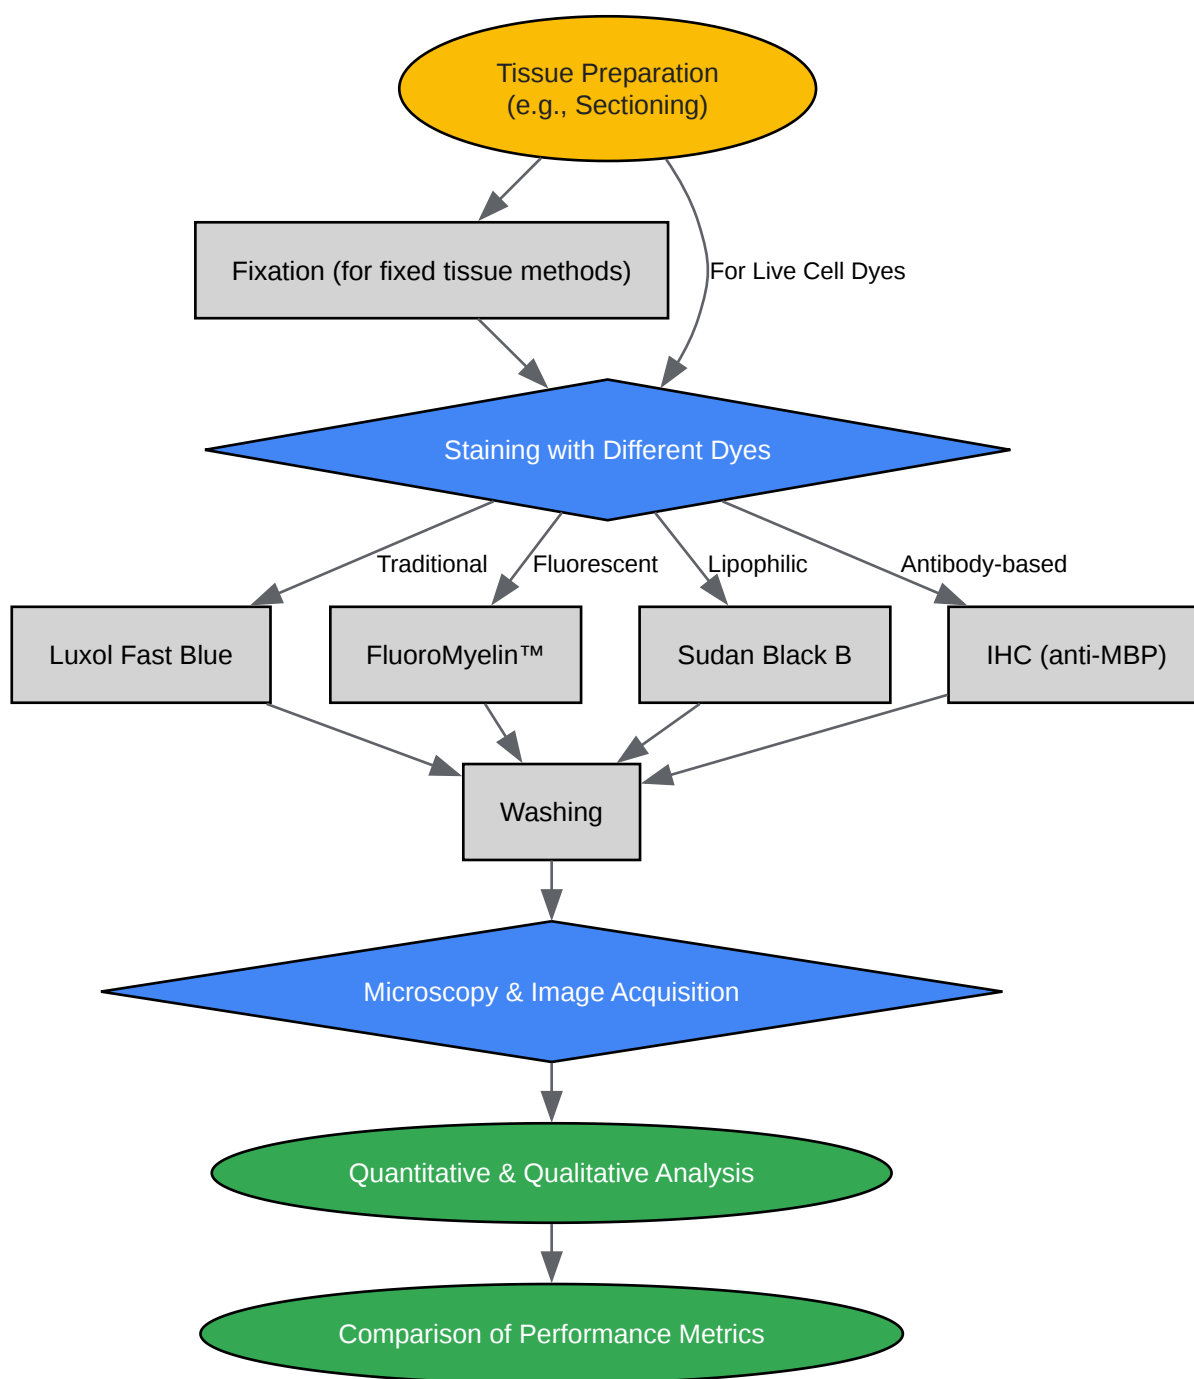 Tissue Preparation
(e.g., Sectioning)
Fixation (for fixed tissue methods)
For Live Cell Dyes
Staining with Different Dyes
Traditional
Fluorescent
Lipophilic
Antibody-based
Luxol Fast Blue
FluoroMyelin™
Sudan Black B
IHC (anti-MBP)
Washing
Microscopy & Image Acquisition
Quantitative & Qualitative Analysis
Comparison of Performance Metrics